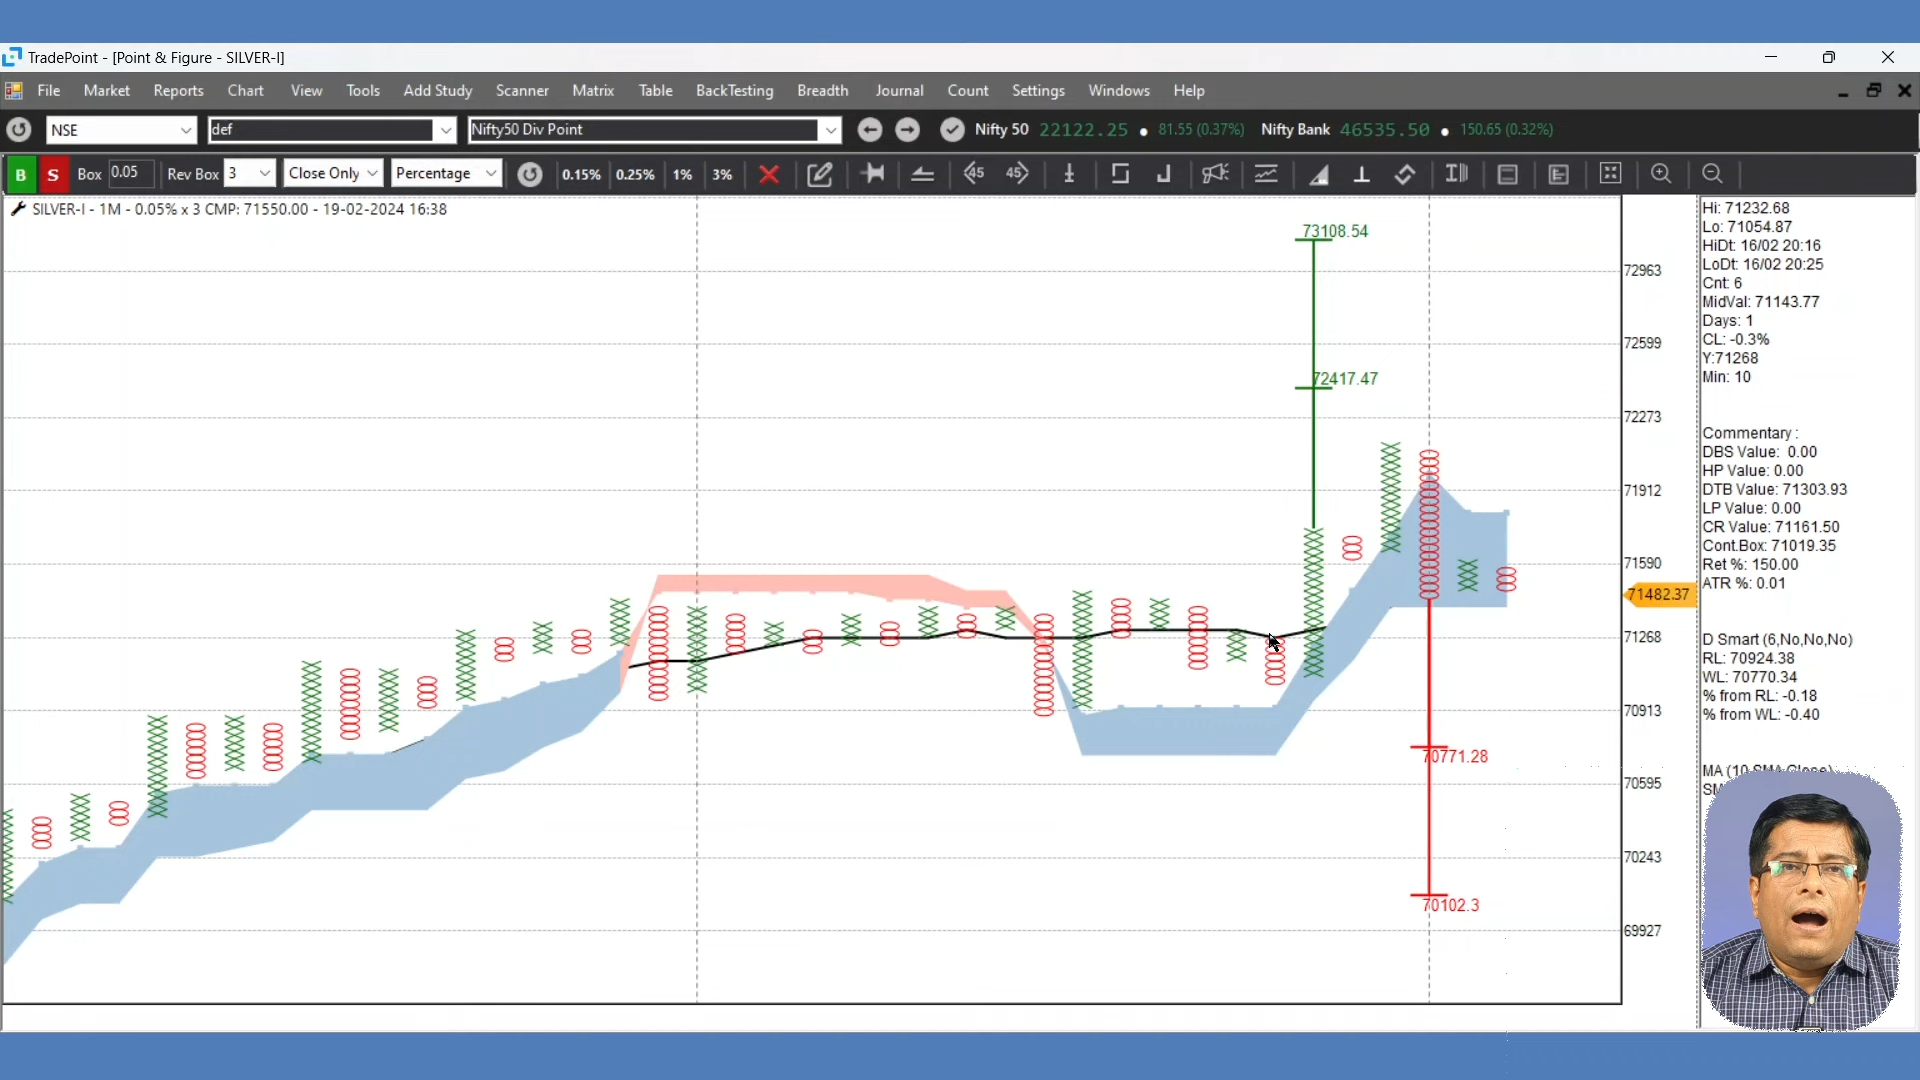 TradePoint - [Point & Figure - SILVER-I]
File Market Reports Chart View Tools Add Study Scanner Matrix Table BackTesting Breadth Journal Count Settings Windows Help
NSE def Nifty50 Div Point Nifty 50 22122.25 81.55 (0.37%) Nifty Bank 46535.50 150.65 (0.32%)
B S Box 0.05 Rev Box 3 Close Only Percentage 0.15% 0.25% 1% 3% 45 45
SILVER-I - 1M - 0.05% x 3 CMP: 71550.00 - 19-02-2024 16:38
73108.54
72417.47
70771.28
70102.3
72963
72599
72273
71912
71590
71482.37
71268
70913
70595
70243
69927
Hi: 71232.68
Lo: 71054.87
HiDt: 16/02 20:16
LoDt: 16/02 20:25
Cnt: 6
MidVal: 71143.77
Days: 1
CL: -0.3%
Y:71268
Min: 10
Commentary :
DBS Value: 0.00
HP Value: 0.00
DTB Value: 71303.93
LP Value: 0.00
CR Value: 71161.50
Cont.Box: 71019.35
Ret %: 150.00
ATR %: 0.01
D Smart (6,No,No,No)
RL: 70924.38
WL: 70770.34
% from RL: -0.18
% from WL: -0.40
MA (10 SMA Close)